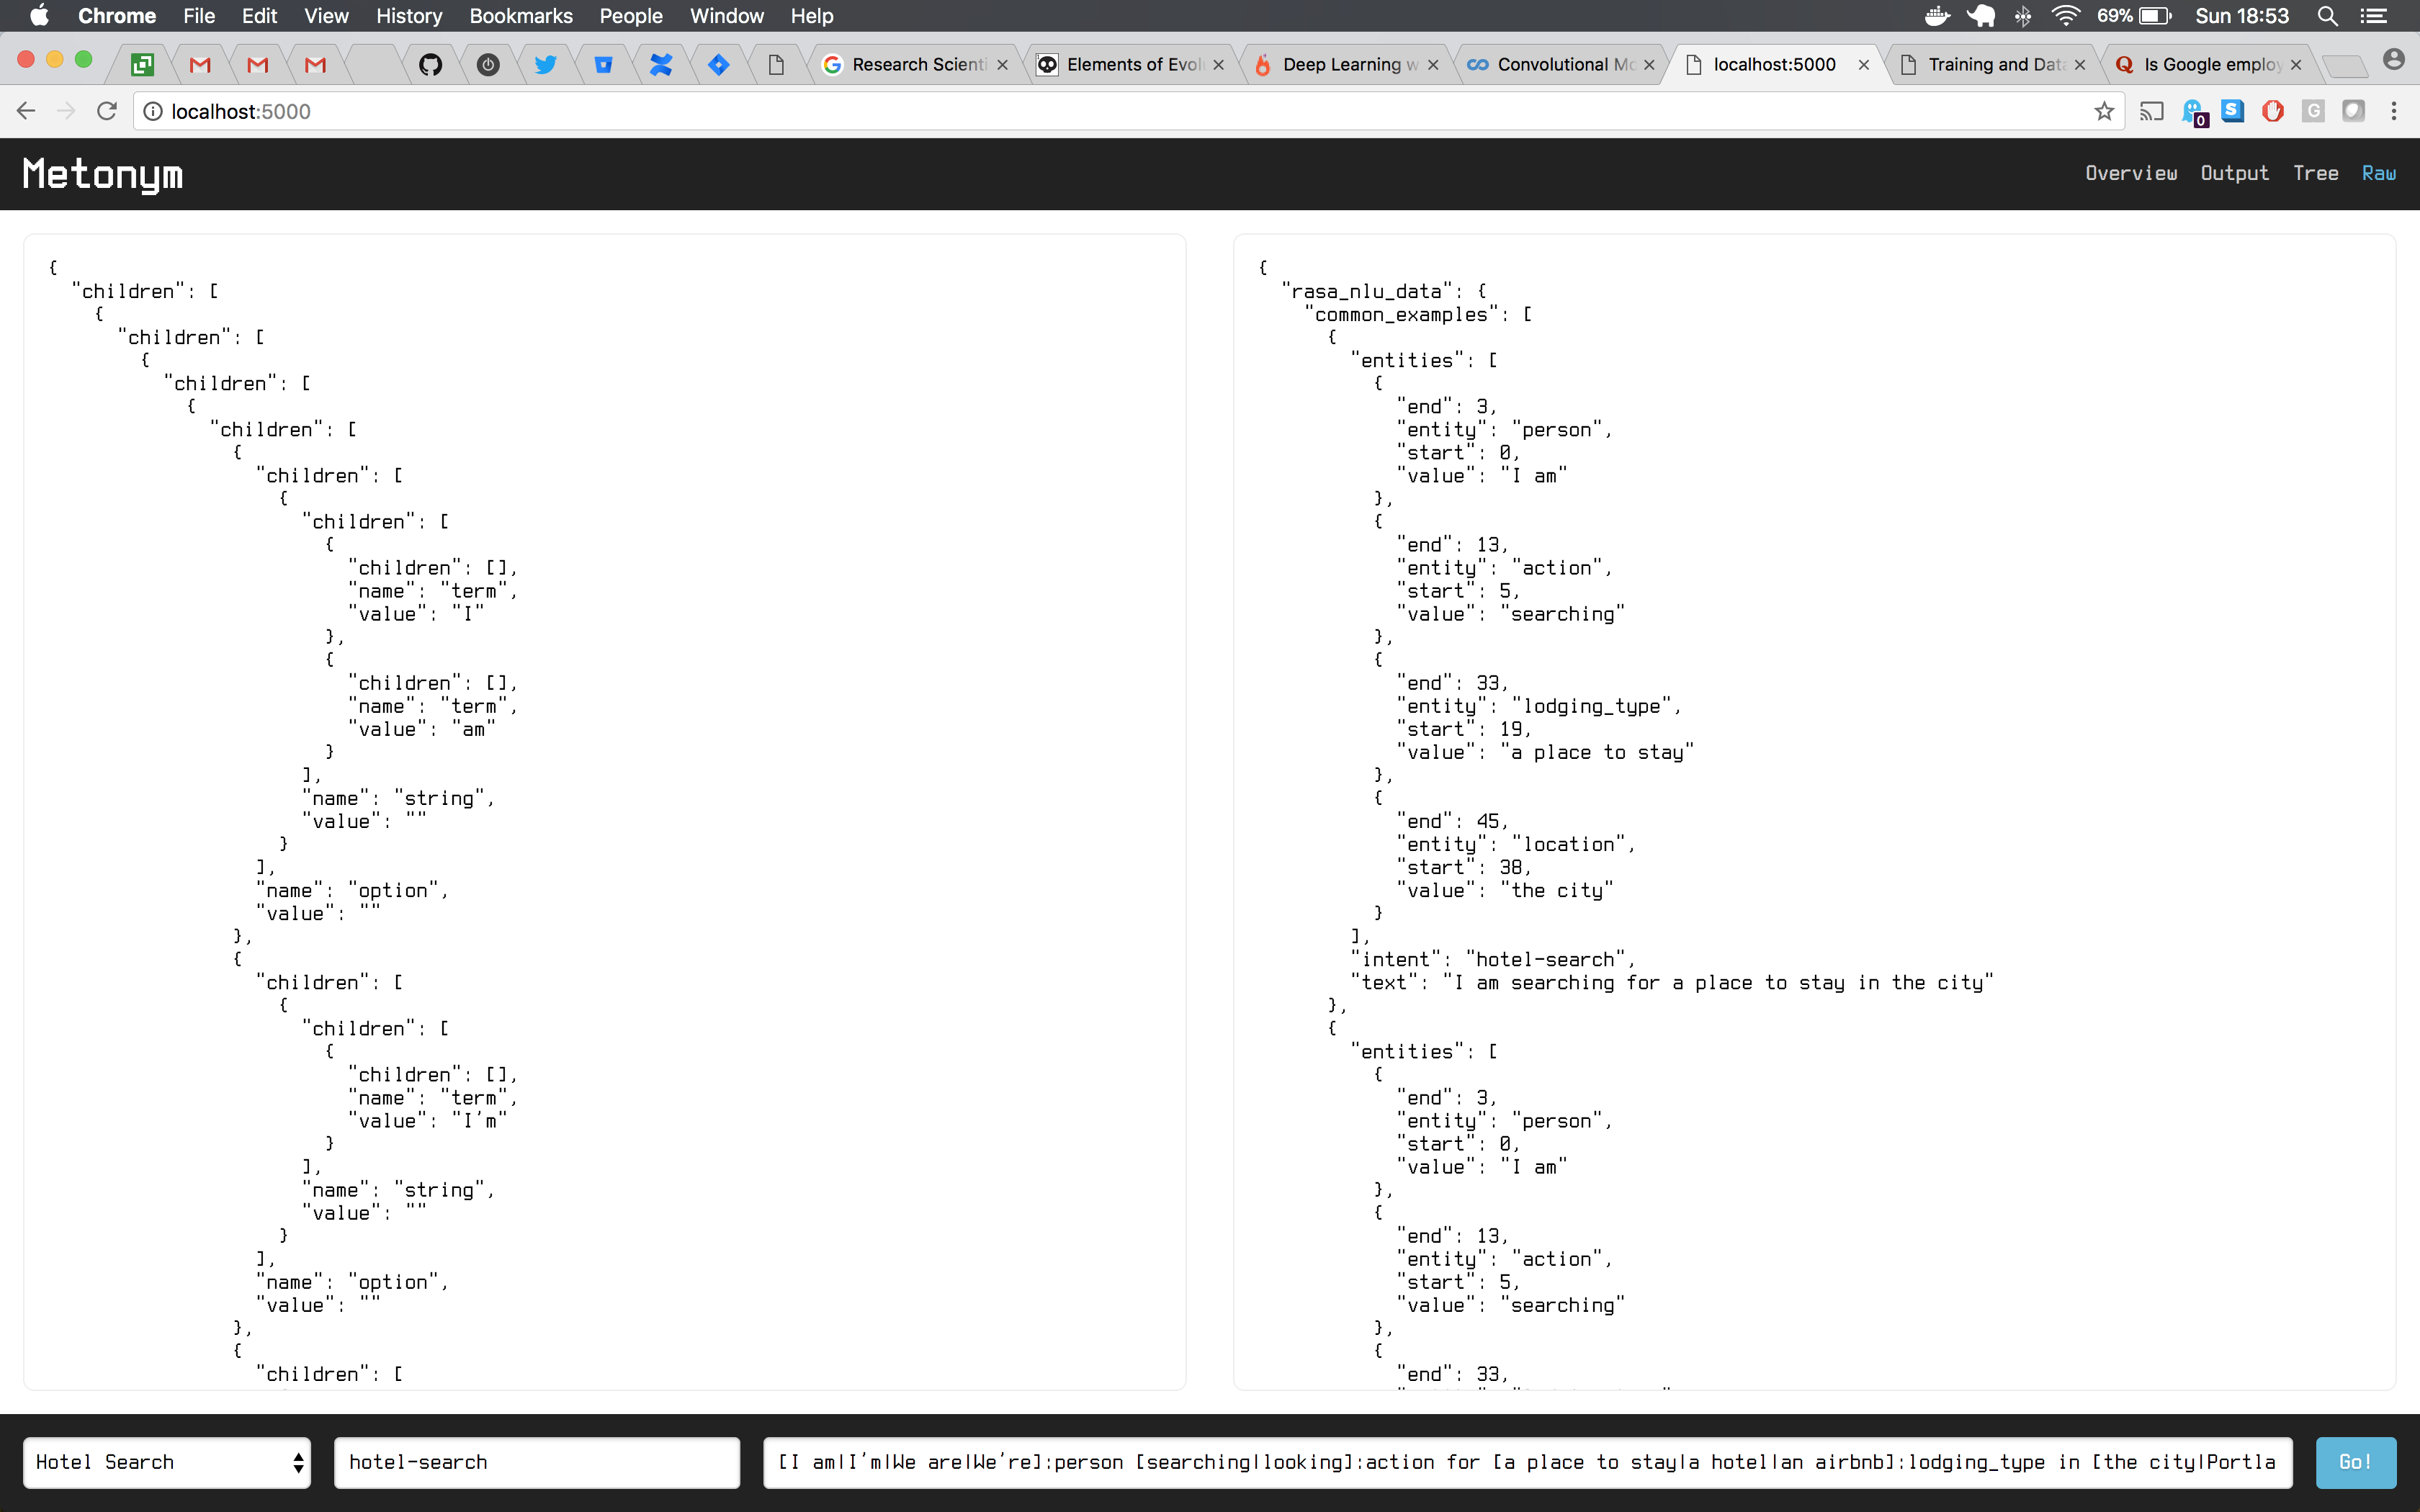 Chrome File Edit View History Bookmarks People Window Help 69% Sun 18:53
Research Scienti Elements of Evol Deep Learning w Convolutional Mo localhost:5000 Training and Data Is Google employ
localhost:5000
Metonym Overview Output Tree Raw
{
"children": [
{
"children": [
{
"children": [
{
"children": [
{
"children": [
{
"children": [
{
"children": [],
"name": "term",
"value": "I"
},
{
"children": [],
"name": "term",
"value": "am"
}
],
"name": "string",
"value": ""
}
],
"name": "option",
"value": ""
},
{
"children": [
{
"children": [
{
"children": [],
"name": "term",
"value": "I'm"
}
],
"name": "string",
"value": ""
}
],
"name": "option",
"value": ""
},
{
"children": [
{
"rasa_nlu_data": {
"common_examples": [
{
"entities": [
{
"end": 3,
"entity": "person",
"start": 0,
"value": "I am"
},
{
"end": 13,
"entity": "action",
"start": 5,
"value": "searching"
},
{
"end": 33,
"entity": "lodging_type",
"start": 19,
"value": "a place to stay"
},
{
"end": 45,
"entity": "location",
"start": 38,
"value": "the city"
}
],
"intent": "hotel-search",
"text": "I am searching for a place to stay in the city"
},
{
"entities": [
{
"end": 3,
"entity": "person",
"start": 0,
"value": "I am"
},
{
"end": 13,
"entity": "action",
"start": 5,
"value": "searching"
},
{
"end": 33,
Hotel Search hotel-search [I am|I'm|We are|We're]:person [searching|looking]:action for [a place to stay|a hotel|an airbnb]:lodging_type in [the city|Portla Go!